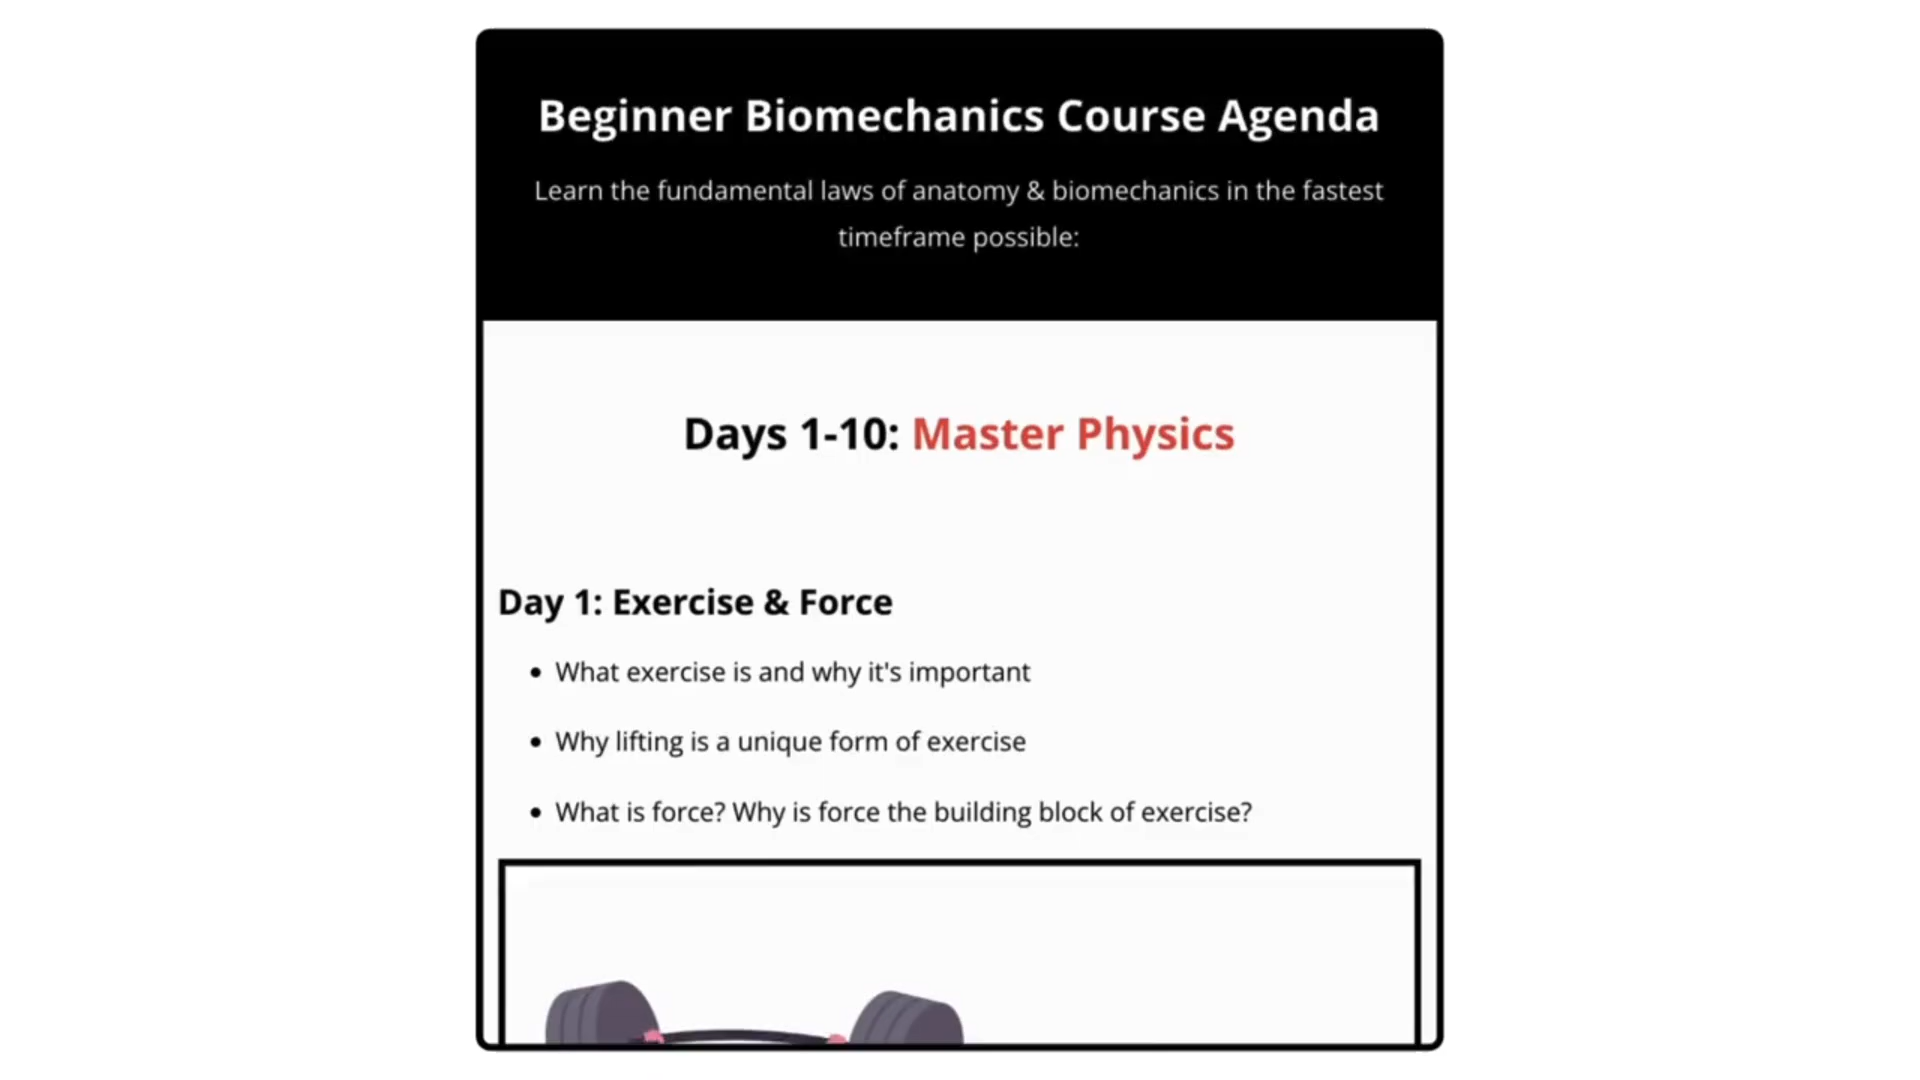 Beginner Biomechanics Course Agenda
Learn the fundamental laws of anatomy & biomechanics in the fastest
timeframe possible:
Days 1-10: Master Physics
Day 1: Exercise & Force
• What exercise is and why it's important
• Why lifting is a unique form of exercise
• What is force? Why is force the building block of exercise?